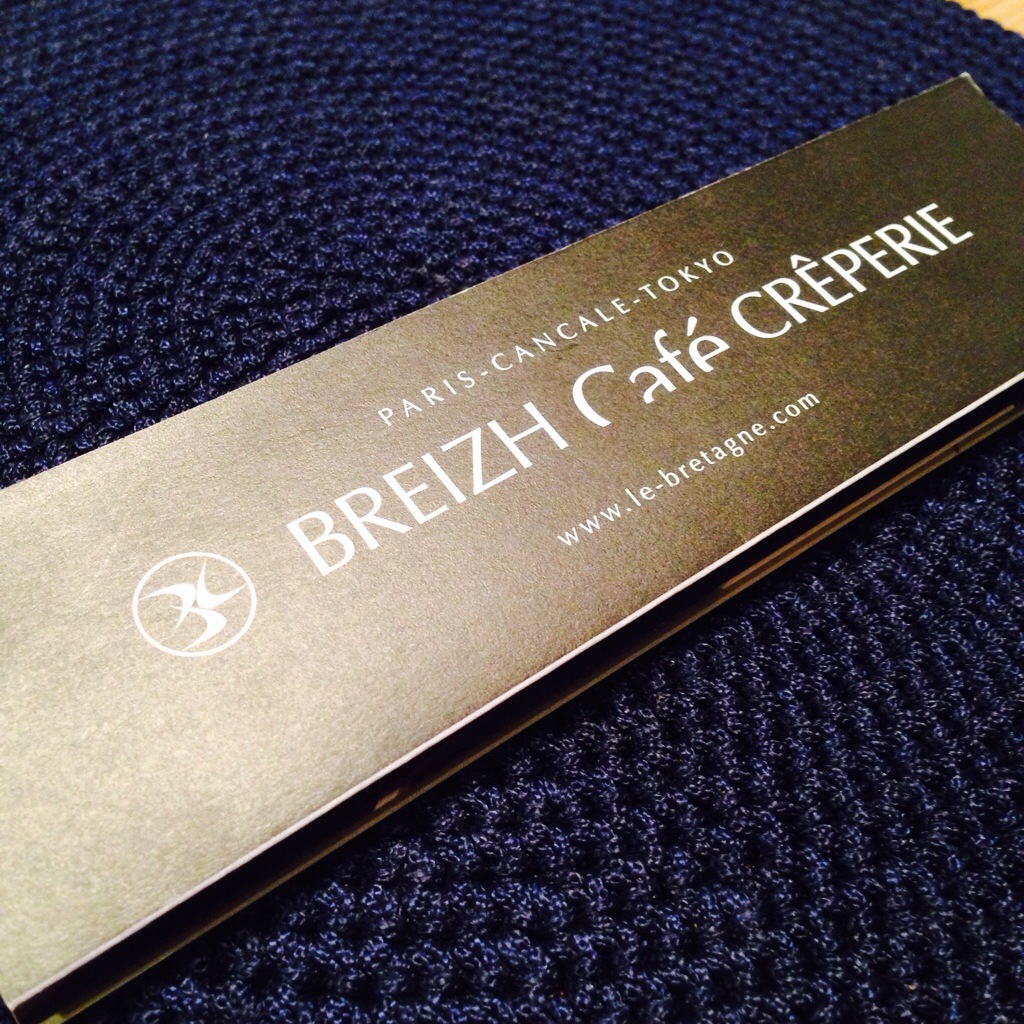 PARIS-CANCALE-TOKYO
BREIZH Café CRÊPERIE
www.le-bretagne.com